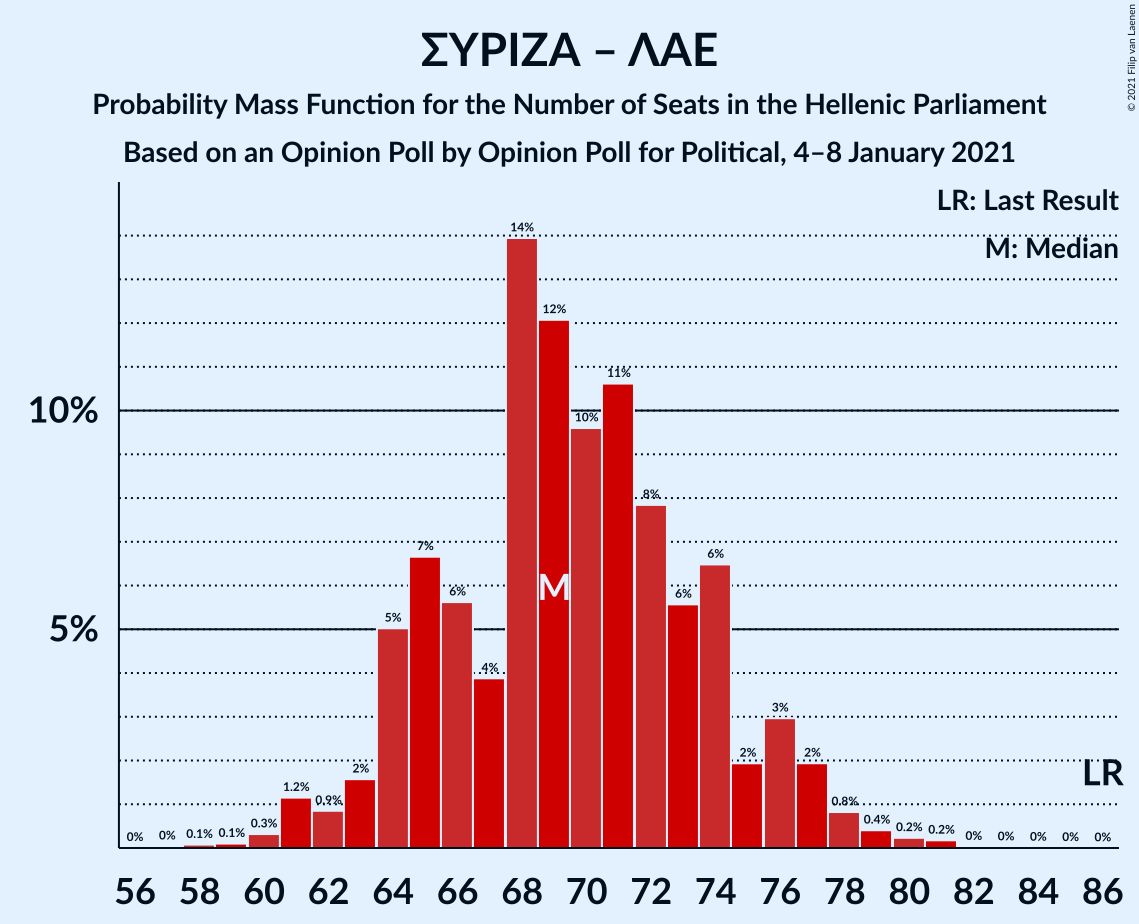 ΣΥΡΙΖΑ – ΛΑΕ
Probability Mass Function for the Number of Seats in the Hellenic Parliament
Based on an Opinion Poll by Opinion Poll for Political, 4–8 January 2021
© 2021 Filip van Laenen
LR: Last Result
M: Median
10%
5%
0% 0% 0.1% 0.1% 0.3% 1.2% 0.9% 2% 5% 7% 6% 4% 14% 12% 10% 11% 8% 6% 6% 2% 3% 2% 0.8% 0.4% 0.2% 0.2% 0% 0% 0% 0% 0%
M
LR
56 58 60 62 64 66 68 70 72 74 76 78 80 82 84 86